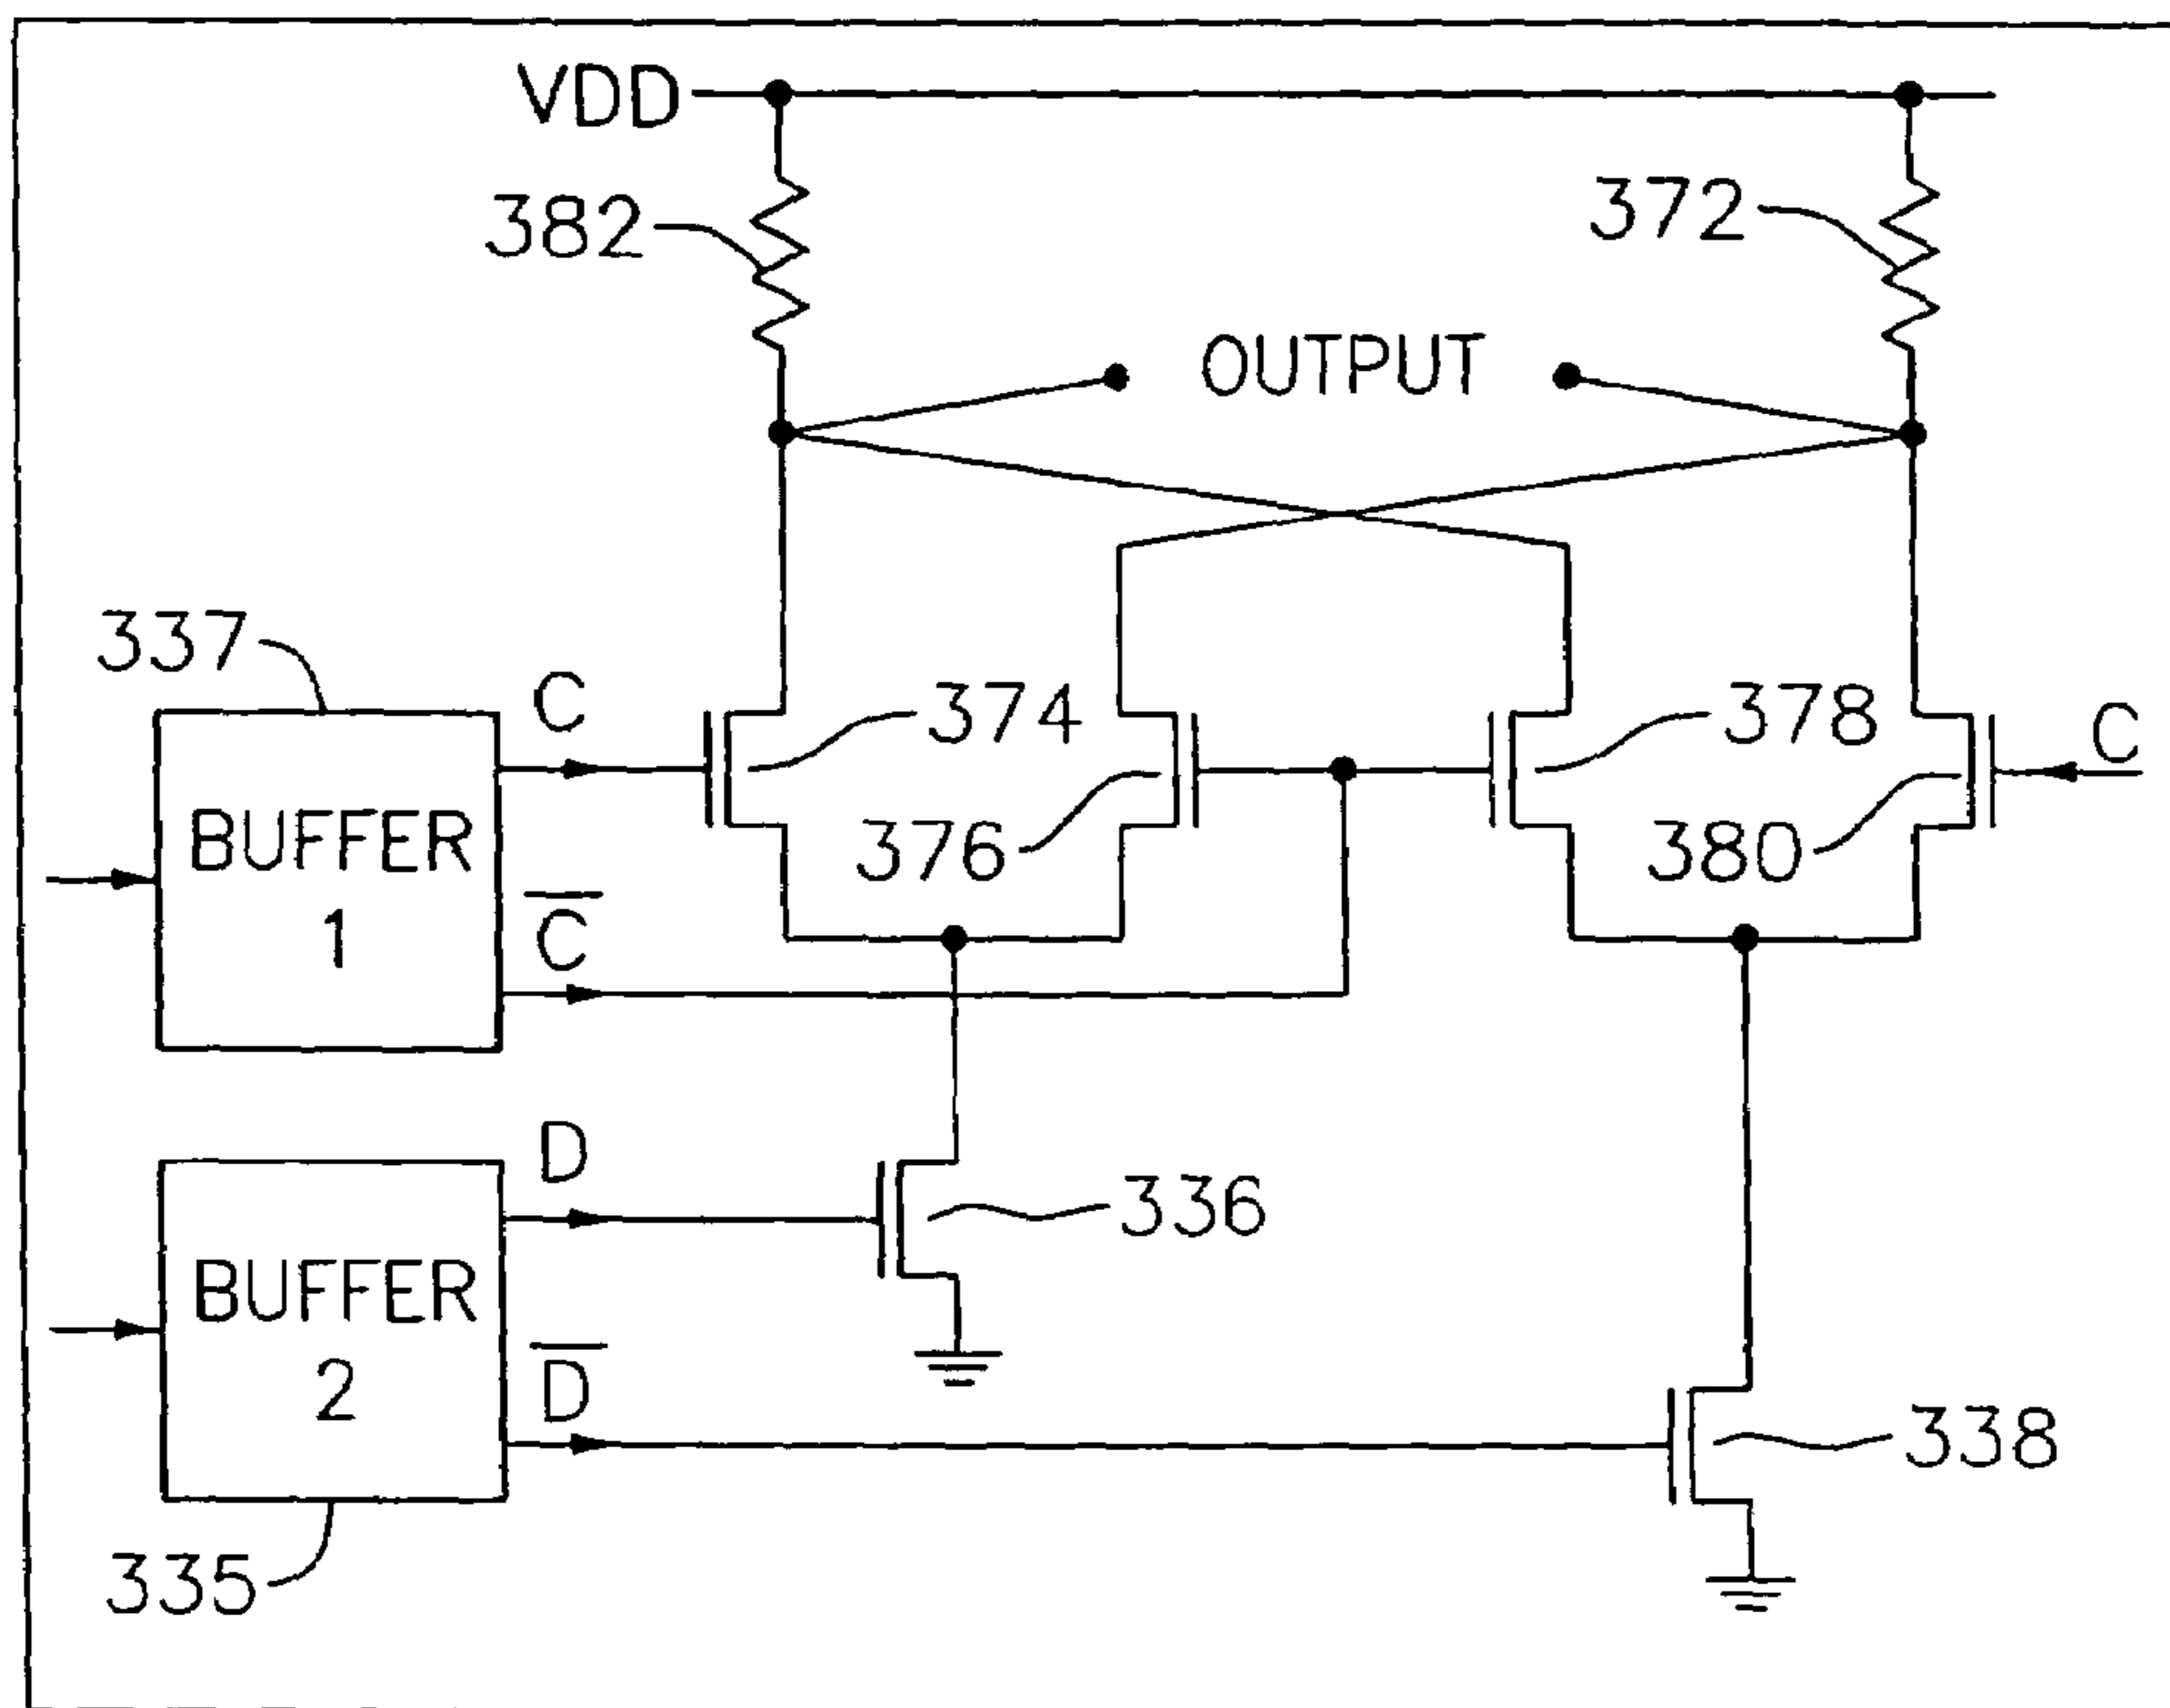 VDD
382
372
OUTPUT
337
C
374
378
C
BUFFER
1
376
380
C̅
D
336
BUFFER
2
D̅
338
335